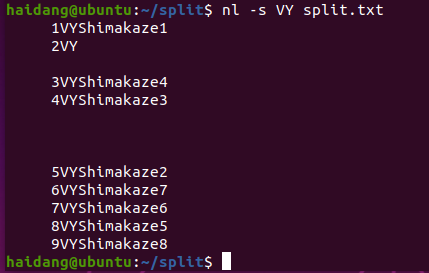 haidang@ubuntu:~/split$ nl -s VY split.txt
1VYShimakaze1
2VY
3VYShimakaze4
4VYShimakaze3
5VYShimakaze2
6VYShimakaze7
7VYShimakaze6
8VYShimakaze5
9VYShimakaze8
haidang@ubuntu:~/split$